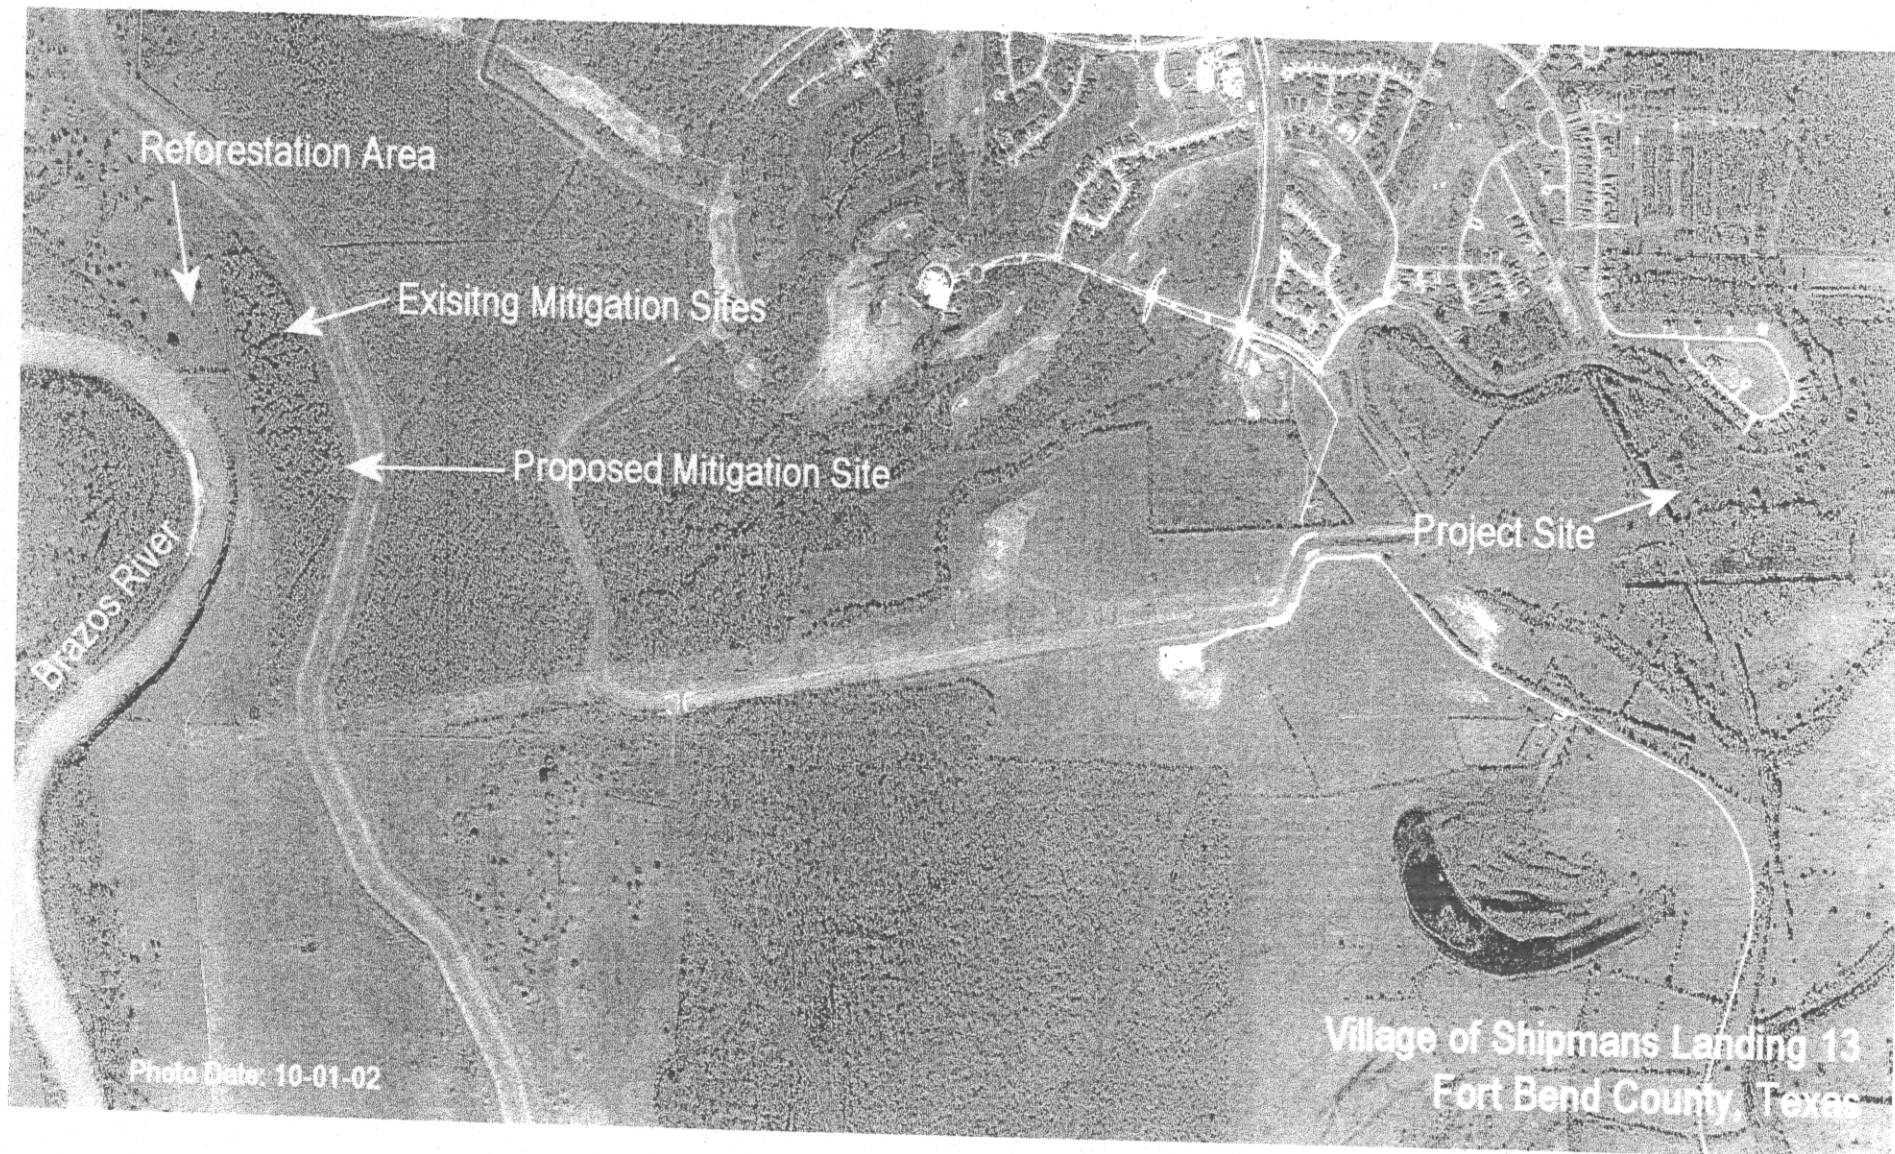 Reforestation Area
Exisitng Mitigation Sites
Proposed Mitigation Site
Project Site
Brazos River
Village of Shipmans Landing 13
Fort Bend County, Texas
Photo Date: 10-01-02